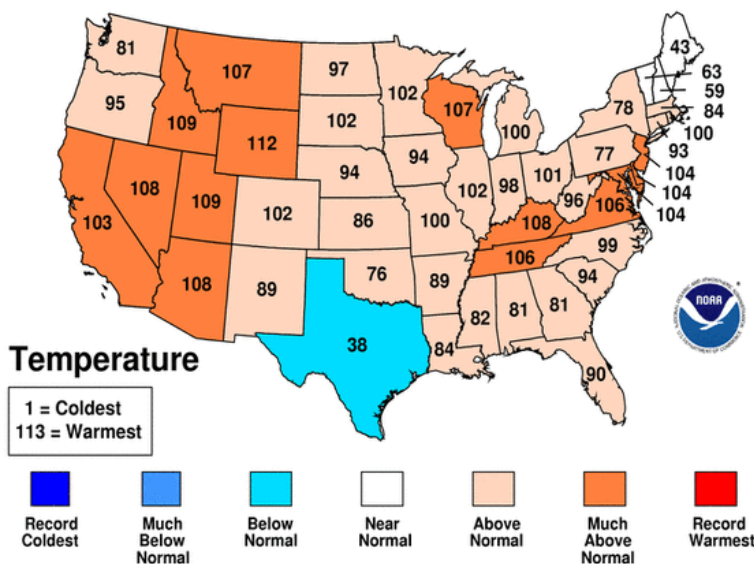 81
107
97
102
43
63
59
84
100
93
104
104
104
95
109
112
102
107
100
78
77
94
94
102
98
101
96
106
103
108
109
102
86
100
108
106
99
94
108
89
76
89
82
81
81
84
90
38
NOAA
Temperature
1 = Coldest
113 = Warmest
Record
Coldest
Much
Below
Normal
Below
Normal
Near
Normal
Above
Normal
Much
Above
Normal
Record
Warmest